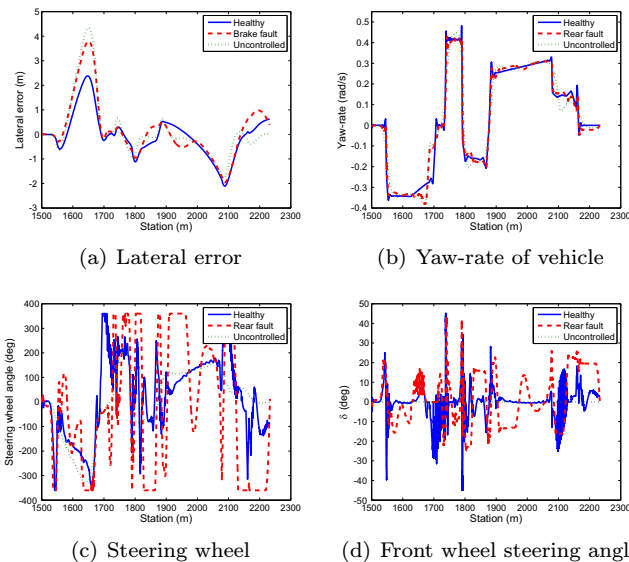 5
4
3
2
1
0
-1
-2
-3
Lateral error (m)
Healthy
Brake fault
Uncontrolled
1500 1600 1700 1800 1900 2000 2100 2200 2300
Station (m)
(a) Lateral error
0.5
0.4
0.3
0.2
0.1
0
-0.1
-0.2
-0.3
-0.4
Yaw-rate (rad/s)
Healthy
Rear fault
Uncontrolled
1500 1600 1700 1800 1900 2000 2100 2200 2300
Station (m)
(b) Yaw-rate of vehicle
400
300
200
100
0
-100
-200
-300
-400
Steering wheel angle (deg)
Healthy
Rear fault
Uncontrolled
1500 1600 1700 1800 1900 2000 2100 2200 2300
Station (m)
(c) Steering wheel
50
40
30
20
10
0
-10
-20
-30
-40
-50
δ (deg)
Healthy
Rear fault
Uncontrolled
1500 1600 1700 1800 1900 2000 2100 2200 2300
Station (m)
(d) Front wheel steering angl